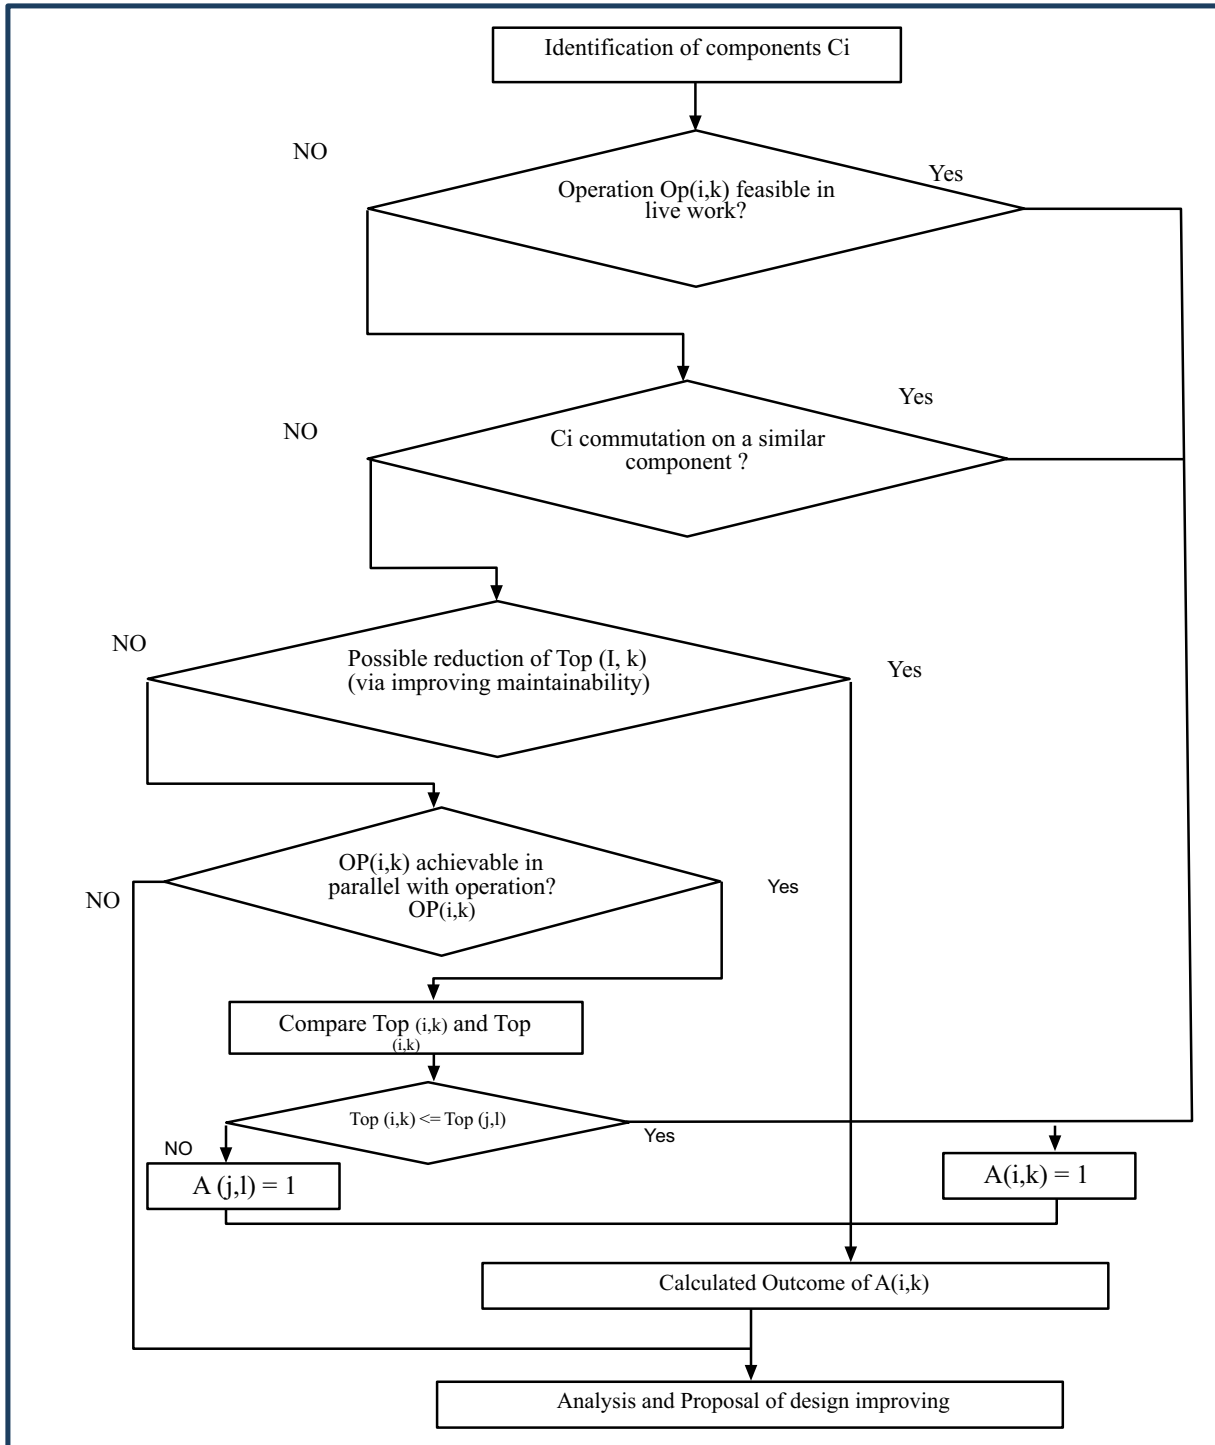 Identification of components Ci
NO
Yes
Operation Op(i,k) feasible in
live work?
Yes
NO
Ci commutation on a similar
component ?
NO
Possible reduction of Top (I, k)
(via improving maintainability)
Yes
OP(i,k) achievable in
parallel with operation?
OP(i,k)
Yes
NO
Compare Top (i,k) and Top
(i,k)
Top (i,k) <= Top (j,l)
Yes
NO
A (j,l) = 1
A(i,k) = 1
Calculated Outcome of A(i,k)
Analysis and Proposal of design improving